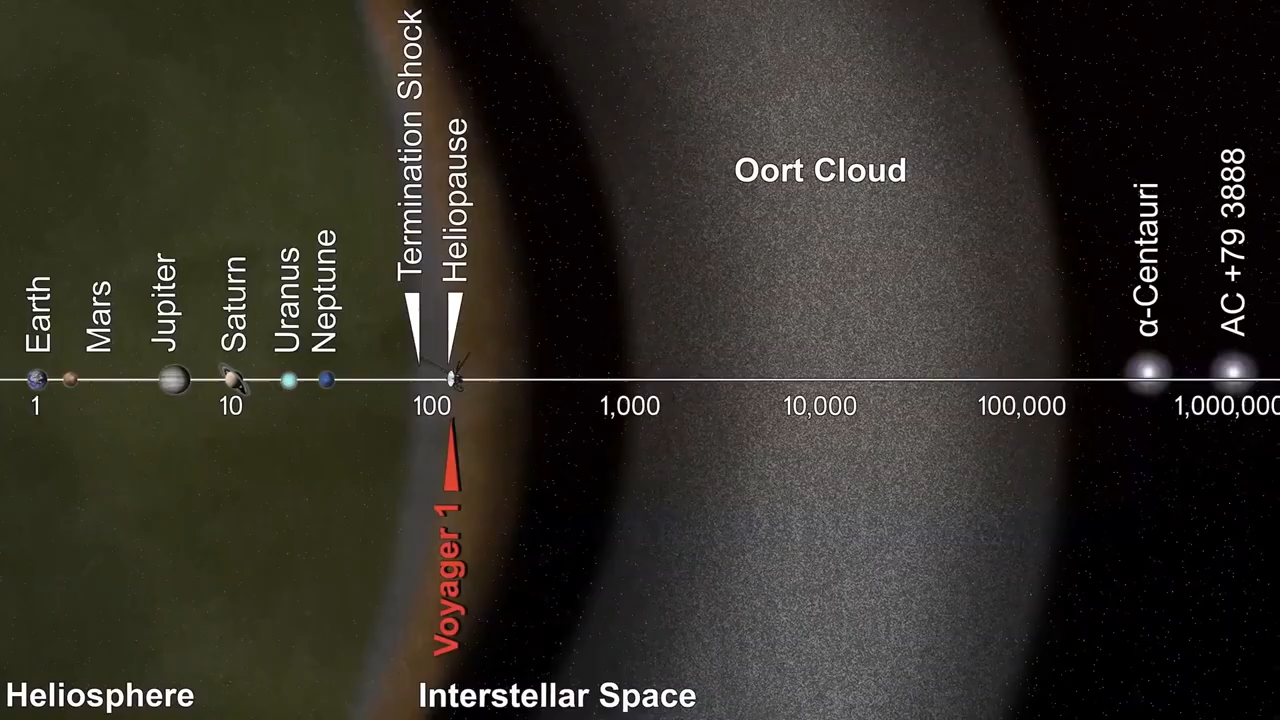 Termination Shock
Heliopause
Oort Cloud
Earth
Mars
Jupiter
Saturn
Uranus
Neptune
α-Centauri
AC +79 3888
1
10
100
1,000
10,000
100,000
1,000,000
Voyager 1
Heliosphere
Interstellar Space